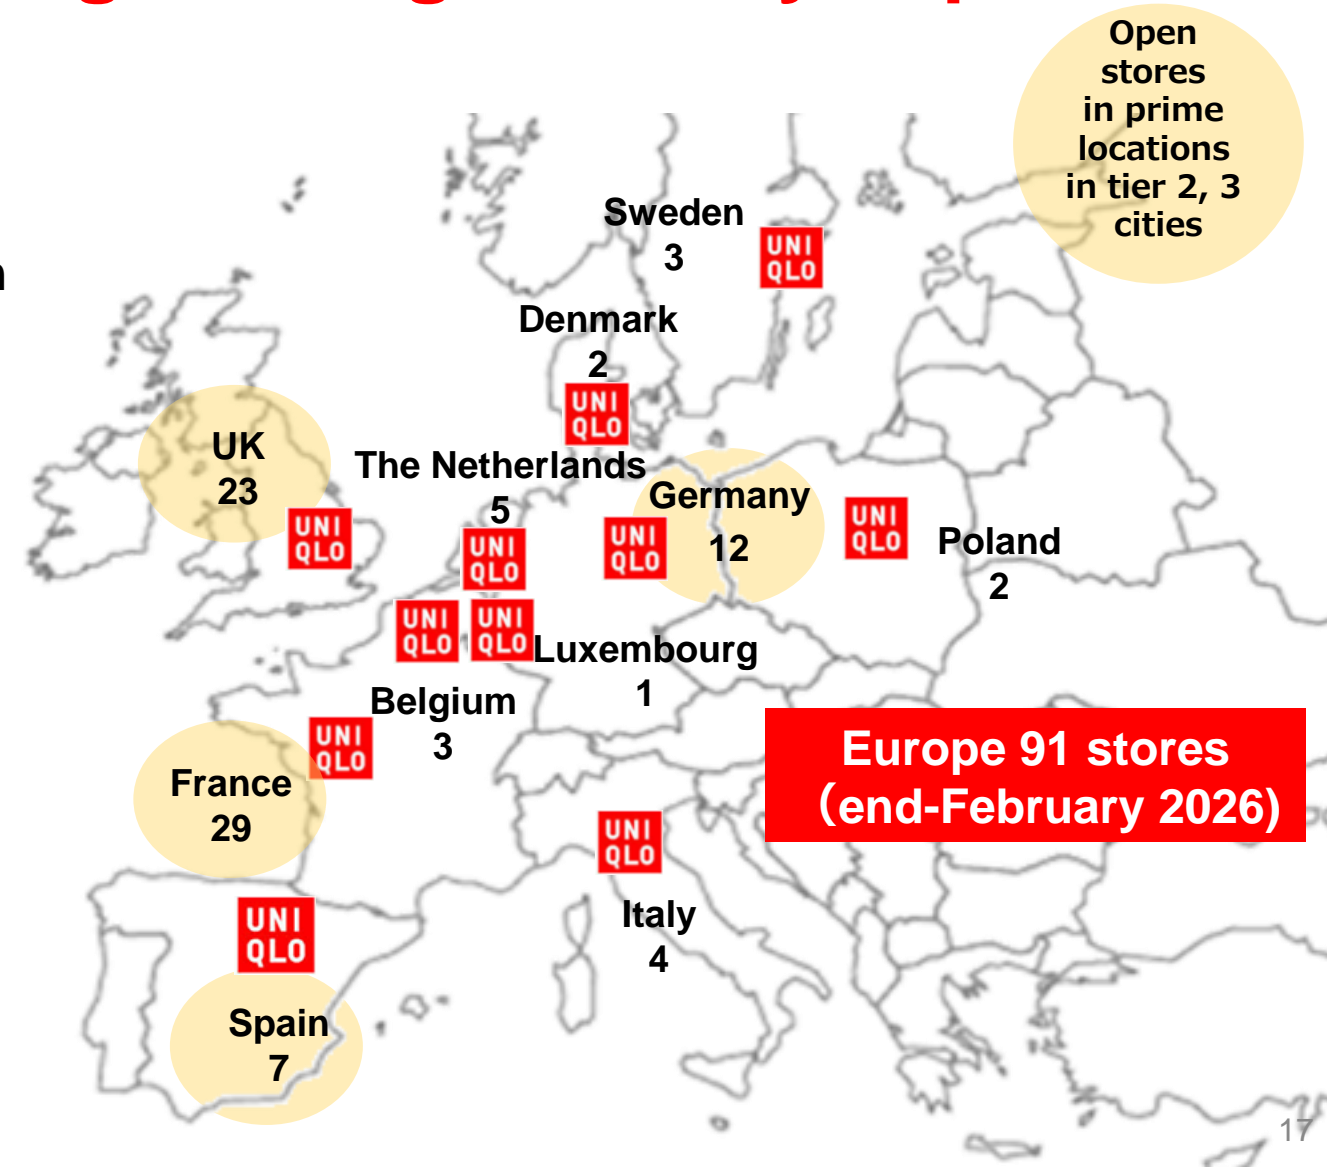 Open
stores
in prime
locations
in tier 2, 3
cities
Sweden
3
UNI
QLO
Denmark
2
UNI
QLO
UK
23
UNI
QLO
The Netherlands
5
UNI
QLO
Germany
12
UNI
QLO
UNI
QLO
Poland
2
UNI
QLO
UNI
QLO
Luxembourg
1
Belgium
3
UNI
QLO
France
29
Europe 91 stores
(end-February 2026)
UNI
QLO
Italy
4
UNI
QLO
Spain
7
17